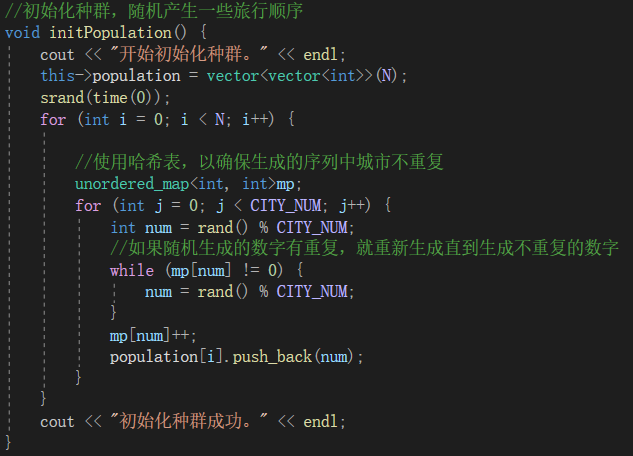 //初始化种群，随机产生一些旅行顺序
void initPopulation() {
    cout << "开始初始化种群。" << endl;
    this->population = vector<vector<int>>(N);
    srand(time(0));
    for (int i = 0; i < N; i++) {

        //使用哈希表，以确保生成的序列中城市不重复
        unordered_map<int, int>mp;
        for (int j = 0; j < CITY_NUM; j++) {
            int num = rand() % CITY_NUM;
            //如果随机生成的数字有重复，就重新生成直到生成不重复的数字
            while (mp[num] != 0) {
                num = rand() % CITY_NUM;
            }
            mp[num]++;
            population[i].push_back(num);
        }
    }
    cout << "初始化种群成功。" << endl;
}